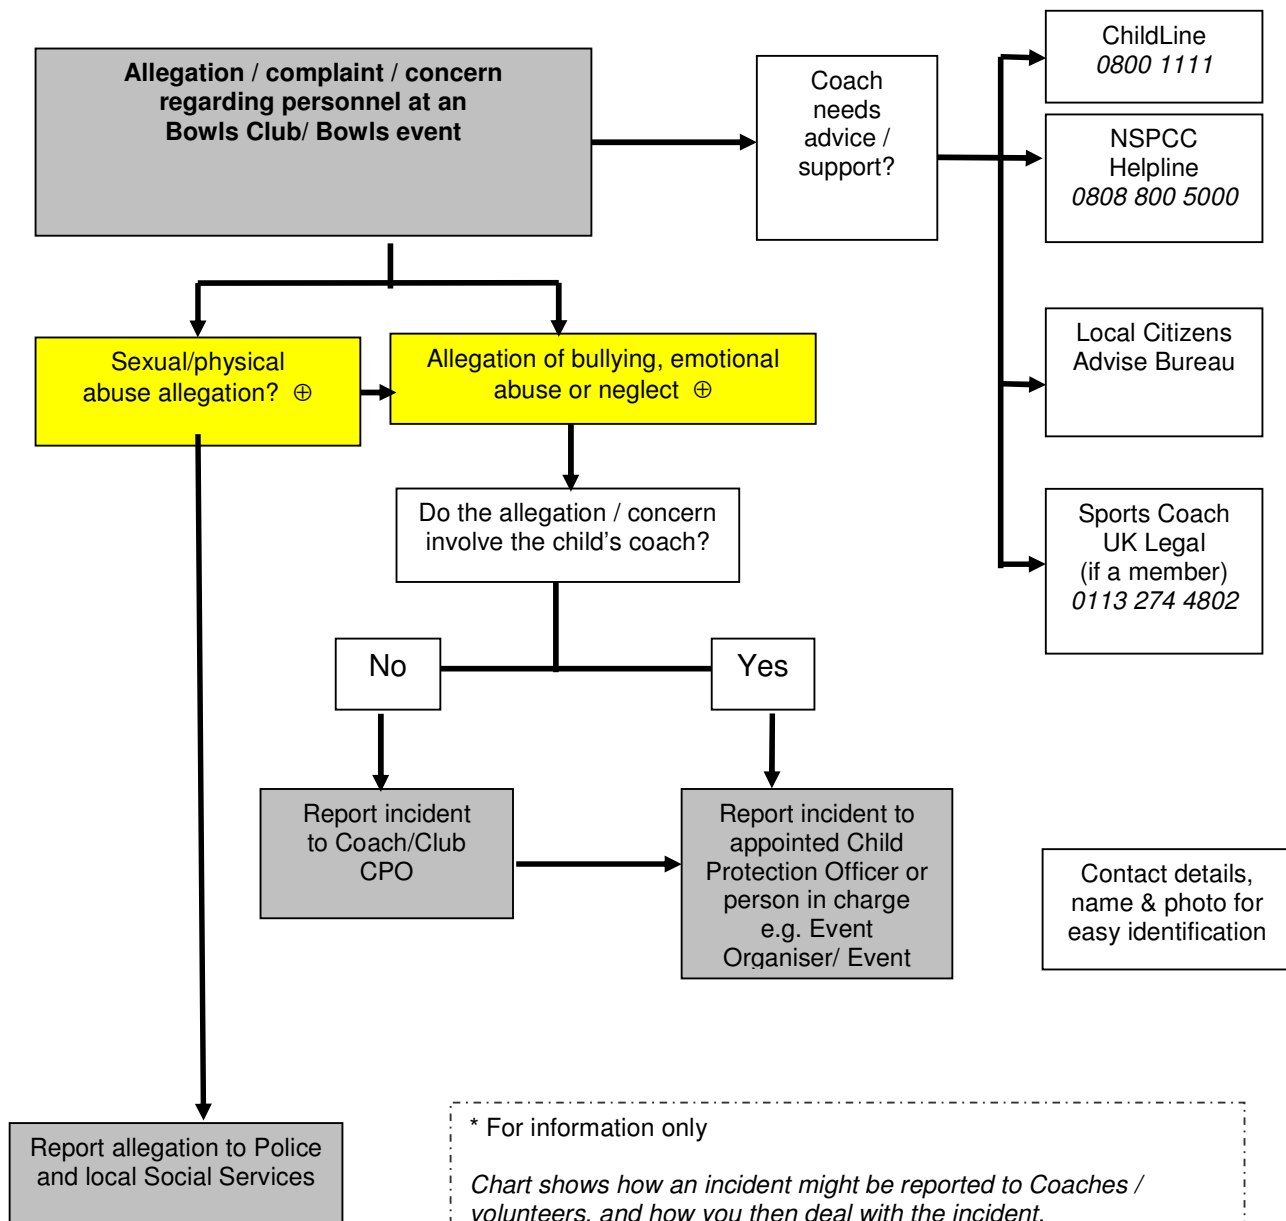 Allegation / complaint / concern
regarding personnel at an
Bowls Club/ Bowls event
Coach
needs
advice /
support?
ChildLine
0800 1111
NSPCC
Helpline
0808 800 5000
Local Citizens
Advise Bureau
Sports Coach
UK Legal
(if a member)
0113 274 4802
Sexual/physical
abuse allegation? ⊕
Allegation of bullying, emotional
abuse or neglect ⊕
Do the allegation / concern
involve the child's coach?
No
Yes
Report incident
to Coach/Club
CPO
Report incident to
appointed Child
Protection Officer or
person in charge
e.g. Event
Organiser/ Event
Contact details,
name & photo for
easy identification
Report allegation to Police
and local Social Services
* For information only
Chart shows how an incident might be reported to Coaches /
volunteers, and how you then deal with the incident.